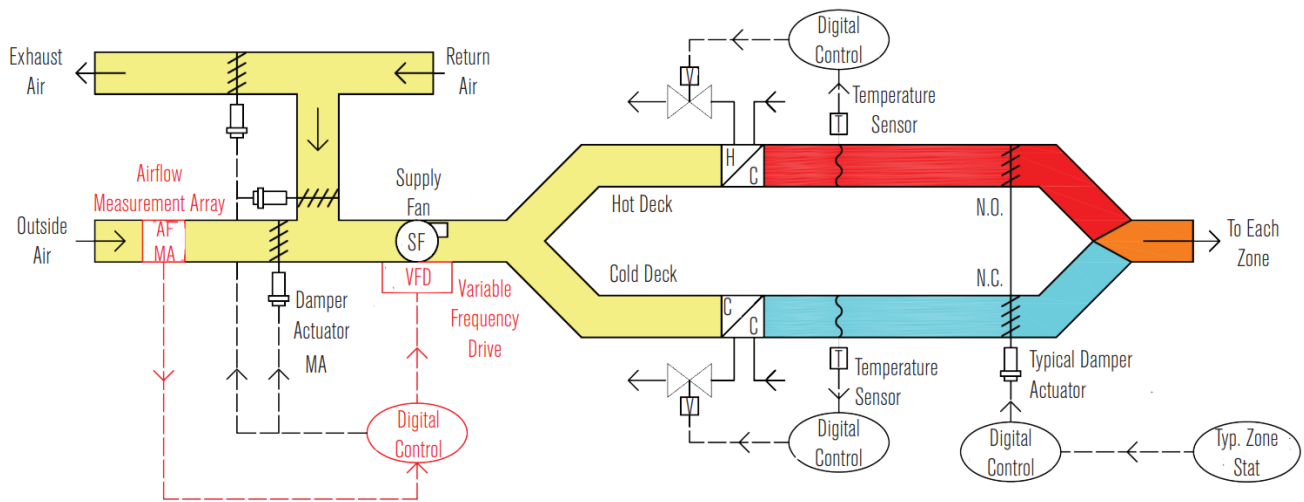 Exhaust
Air
Return
Air
Digital
Control
V
T
Temperature
Sensor
H
C
Airflow
Measurement Array
Supply
Fan
Hot Deck
N.O.
Outside
Air
AF
MA
SF
To Each
Zone
VFD
Cold Deck
N.C.
Variable
Frequency
Drive
Damper
Actuator
MA
C
C
T
Temperature
Sensor
Typical Damper
Actuator
V
Digital
Control
Digital
Control
Digital
Control
Typ. Zone
Stat